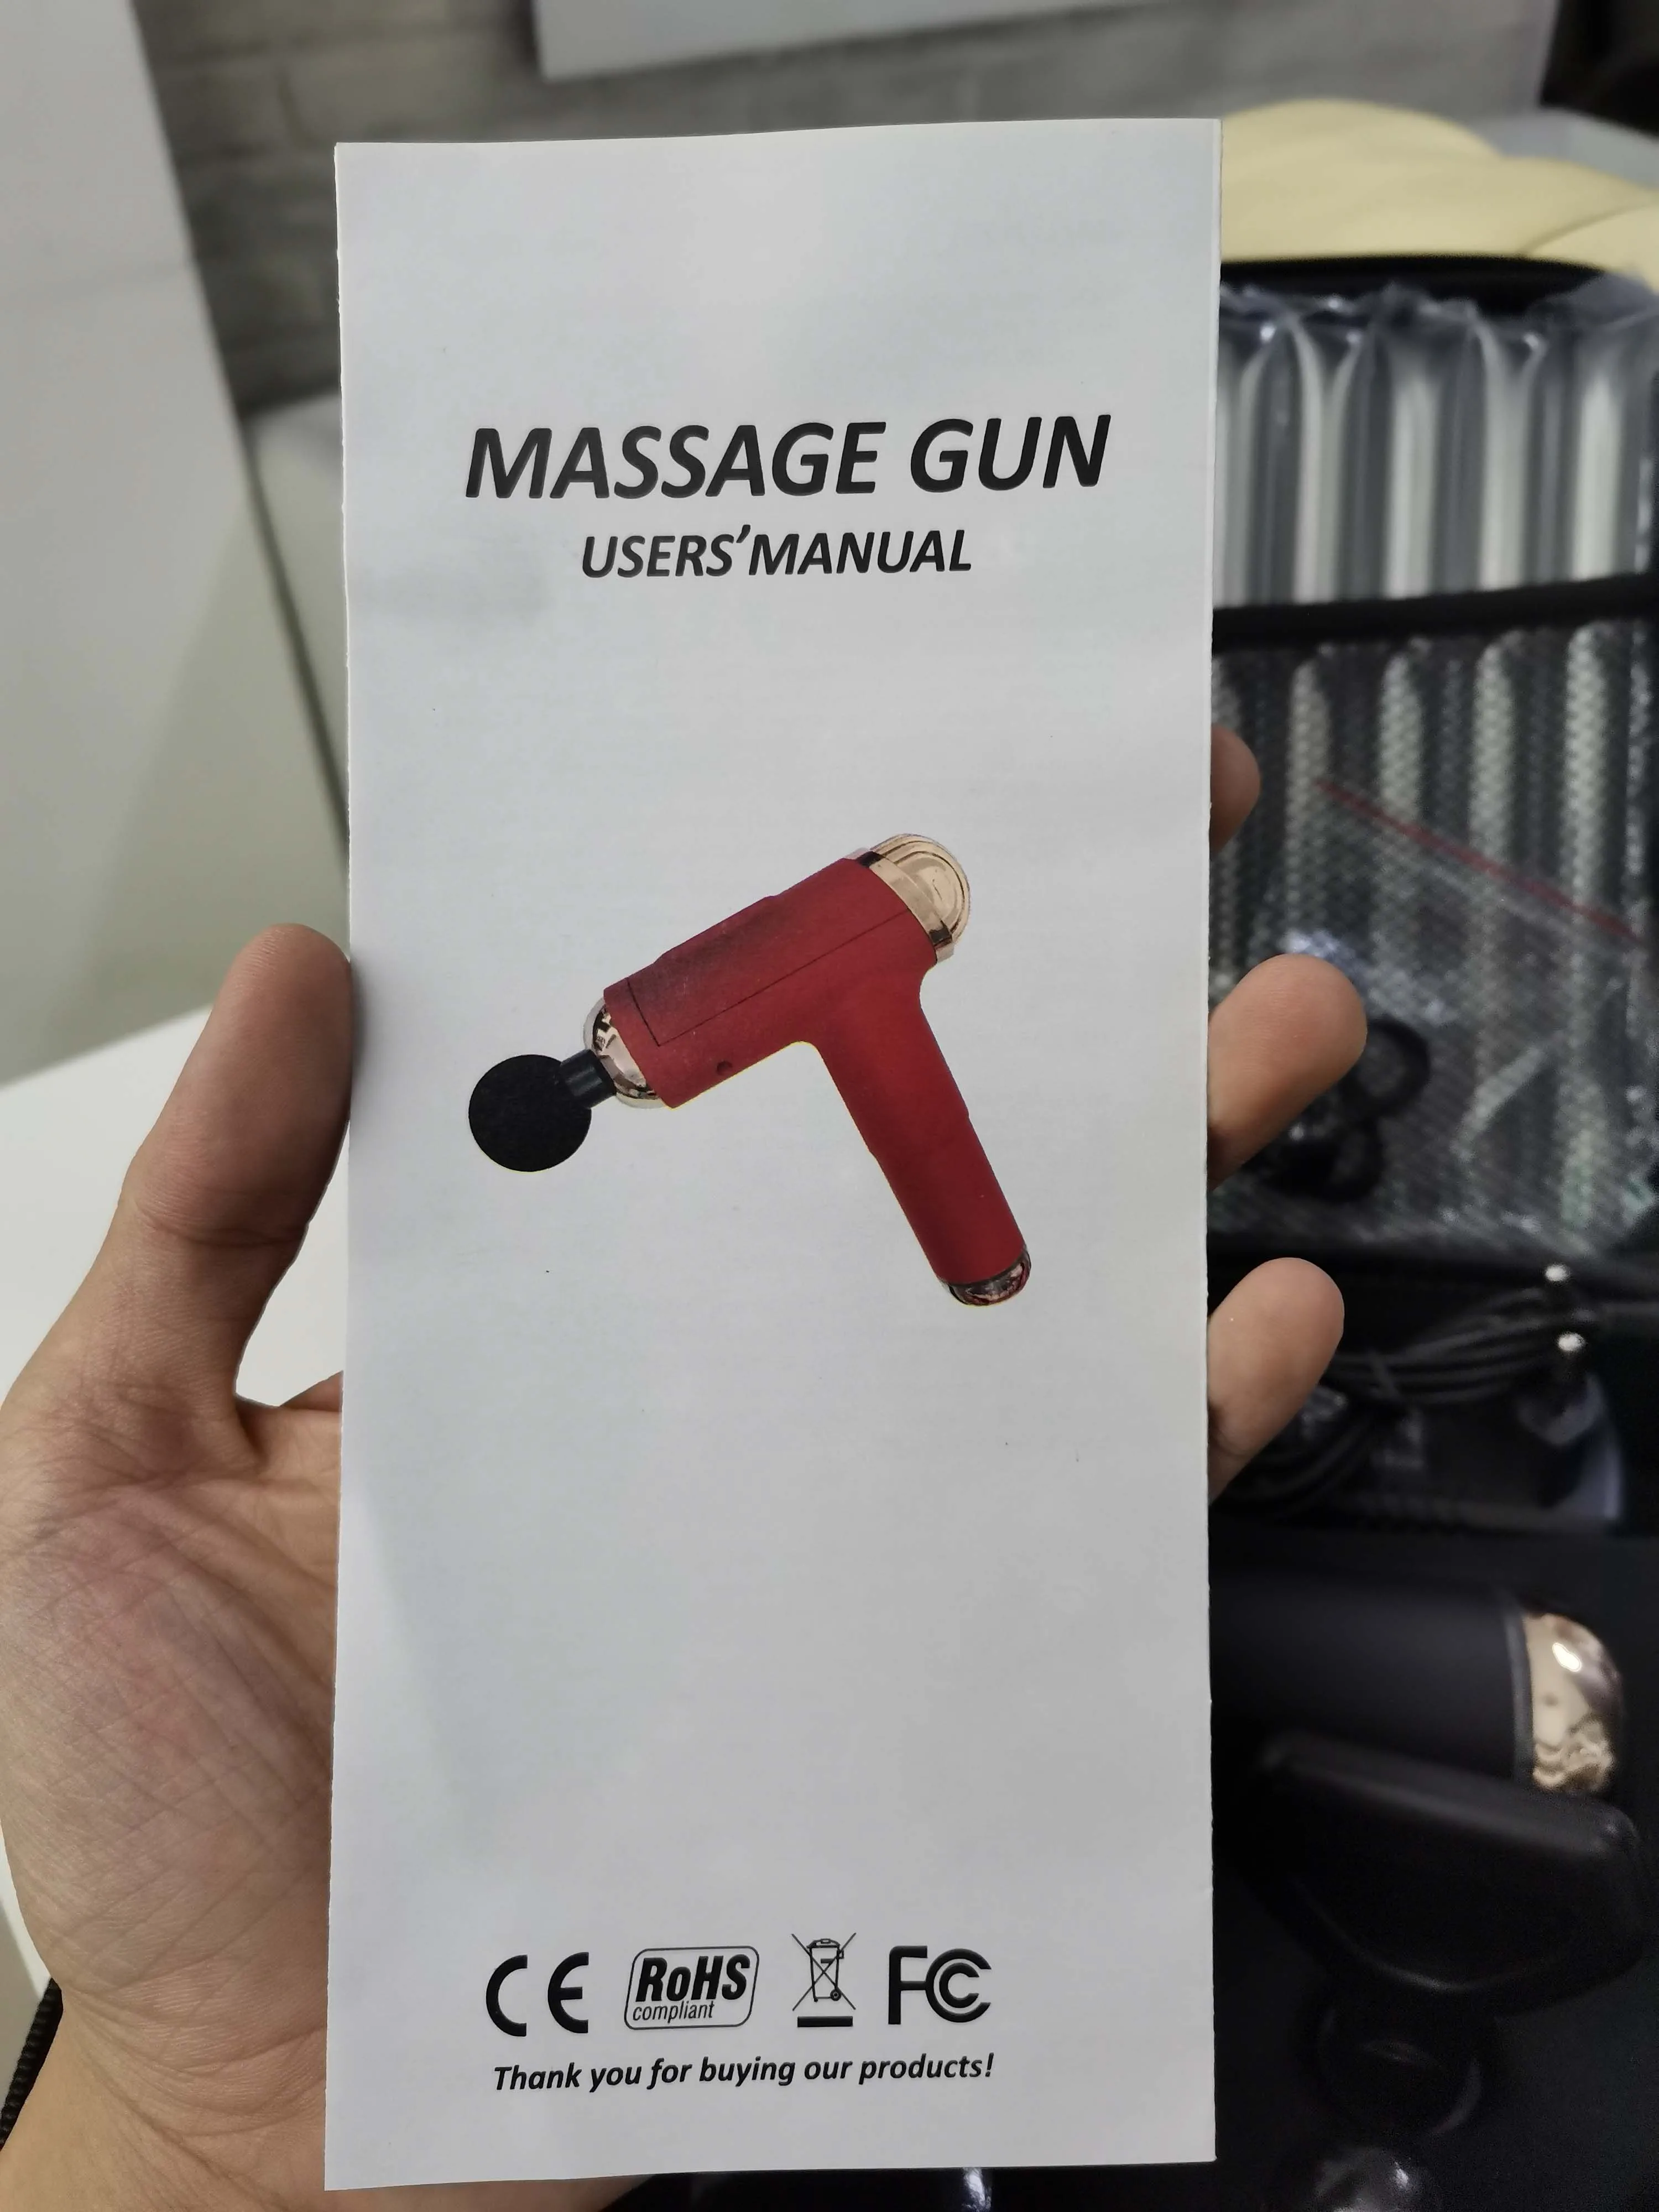 MASSAGE GUN
USERS'MANUAL
CE RoHS compliant FC
Thank you for buying our products!